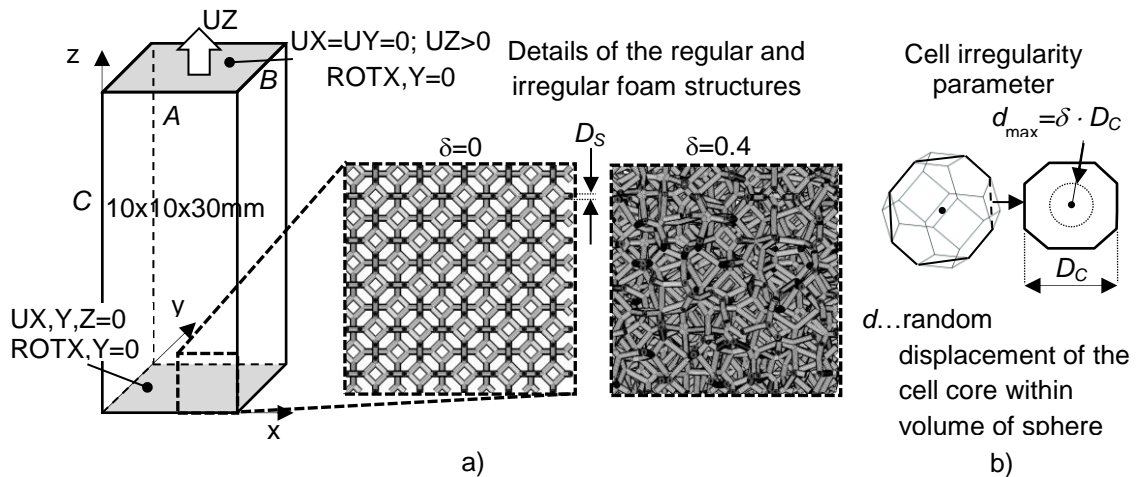 UZ
UX=UY=0; UZ>0
ROTX,Y=0
z
B
A
C
10x10x30mm
UX,Y,Z=0
ROTX,Y=0
y
x
Details of the regular and
irregular foam structures
δ=0
D_S
δ=0.4
a)
Cell irregularity
parameter
d_max=δ · D_C
D_C
d…random
displacement of the
cell core within
volume of sphere
b)